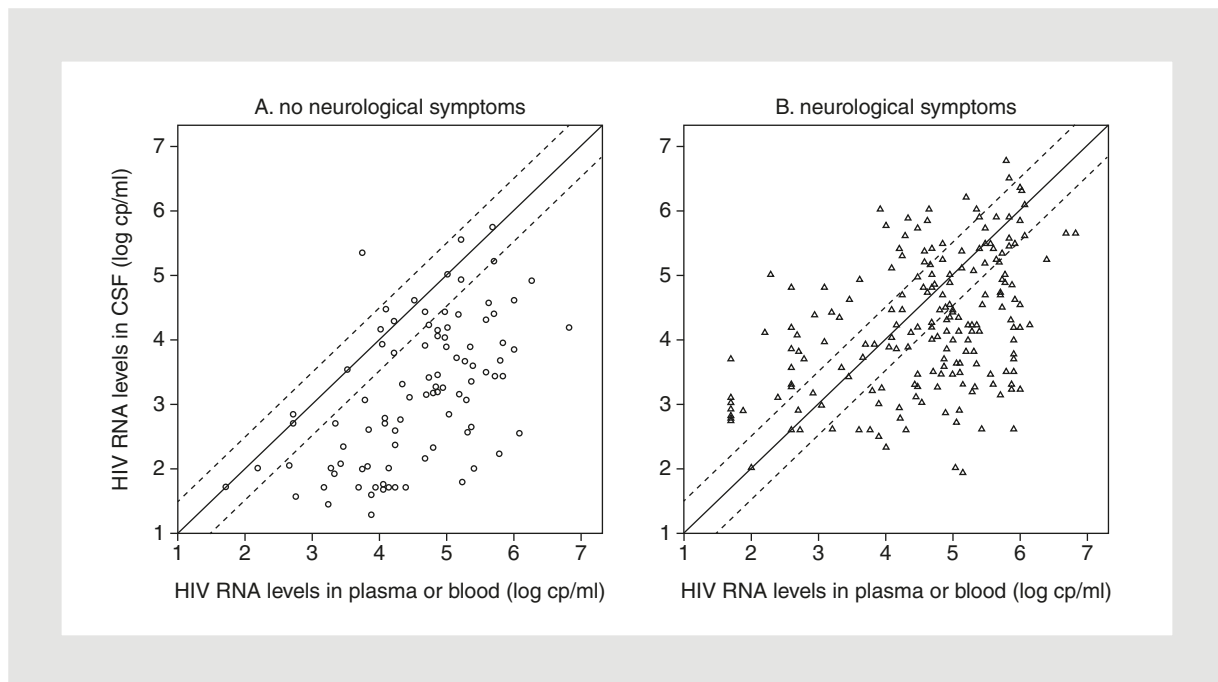 A. no neurological symptoms
HIV RNA levels in CSF (log cp/ml)
7
6
5
4
3
2
1
1 2 3 4 5 6 7
HIV RNA levels in plasma or blood (log cp/ml)
B. neurological symptoms
7
6
5
4
3
2
1
1 2 3 4 5 6 7
HIV RNA levels in plasma or blood (log cp/ml)